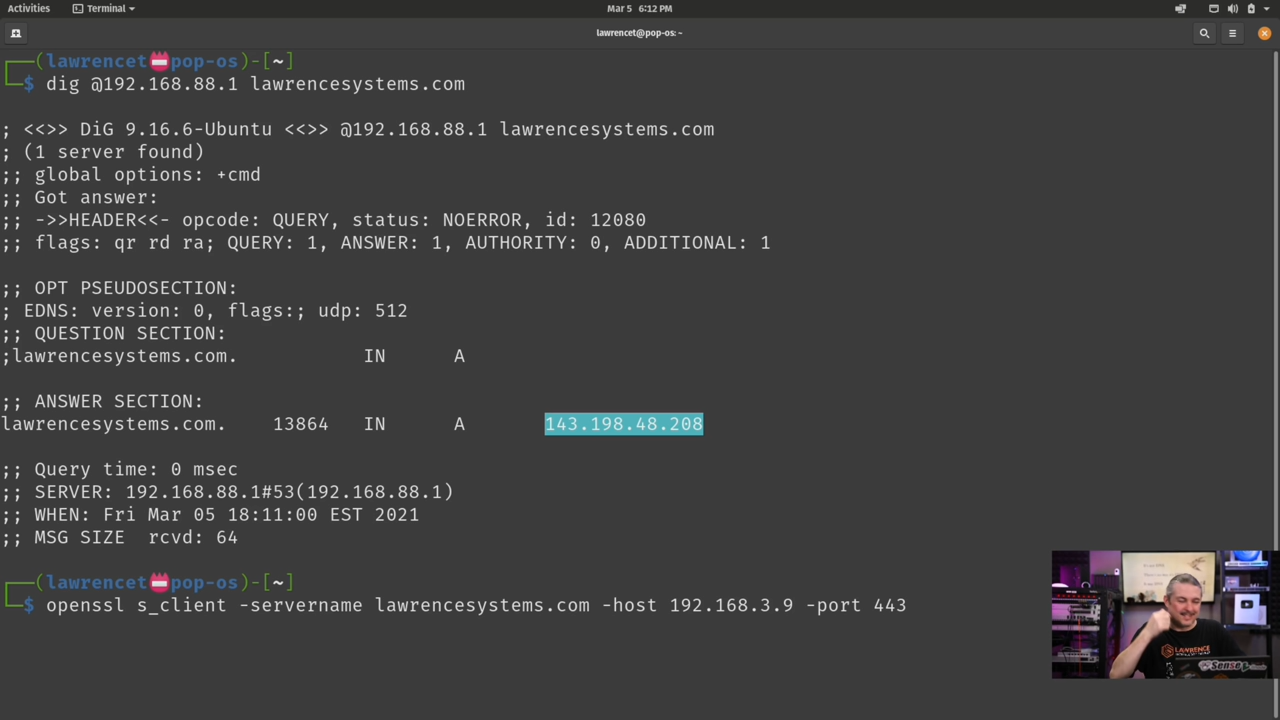 Activities Terminal Mar 5 6:12 PM
lawrencet@pop-os: ~
┌──(lawrencet👹pop-os)-[~]
└─$ dig @192.168.88.1 lawrencesystems.com
; <<>> DiG 9.16.6-Ubuntu <<>> @192.168.88.1 lawrencesystems.com
; (1 server found)
;; global options: +cmd
;; Got answer:
;; ->>HEADER<<- opcode: QUERY, status: NOERROR, id: 12080
;; flags: qr rd ra; QUERY: 1, ANSWER: 1, AUTHORITY: 0, ADDITIONAL: 1
;; OPT PSEUDOSECTION:
; EDNS: version: 0, flags:; udp: 512
;; QUESTION SECTION:
;lawrencesystems.com. IN A
;; ANSWER SECTION:
lawrencesystems.com. 13864 IN A 143.198.48.208
;; Query time: 0 msec
;; SERVER: 192.168.88.1#53(192.168.88.1)
;; WHEN: Fri Mar 05 18:11:00 EST 2021
;; MSG SIZE rcvd: 64
┌──(lawrencet👹pop-os)-[~]
└─$ openssl s_client -servername lawrencesystems.com -host 192.168.3.9 -port 443
LAWRENCE
Sense